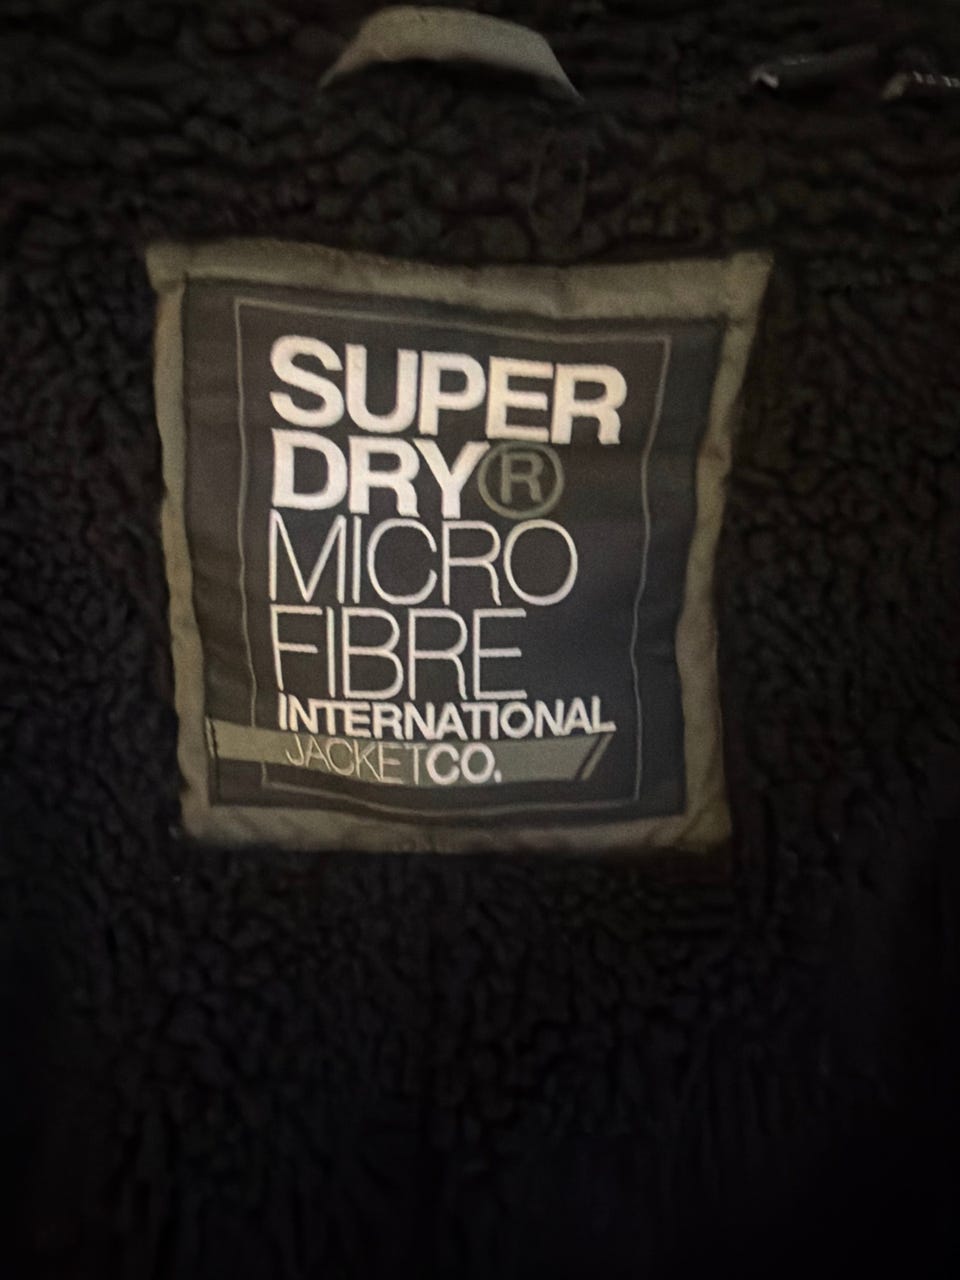 SUPER
DRY®
MICRO
FIBRE
INTERNATIONAL
JACKETCO.